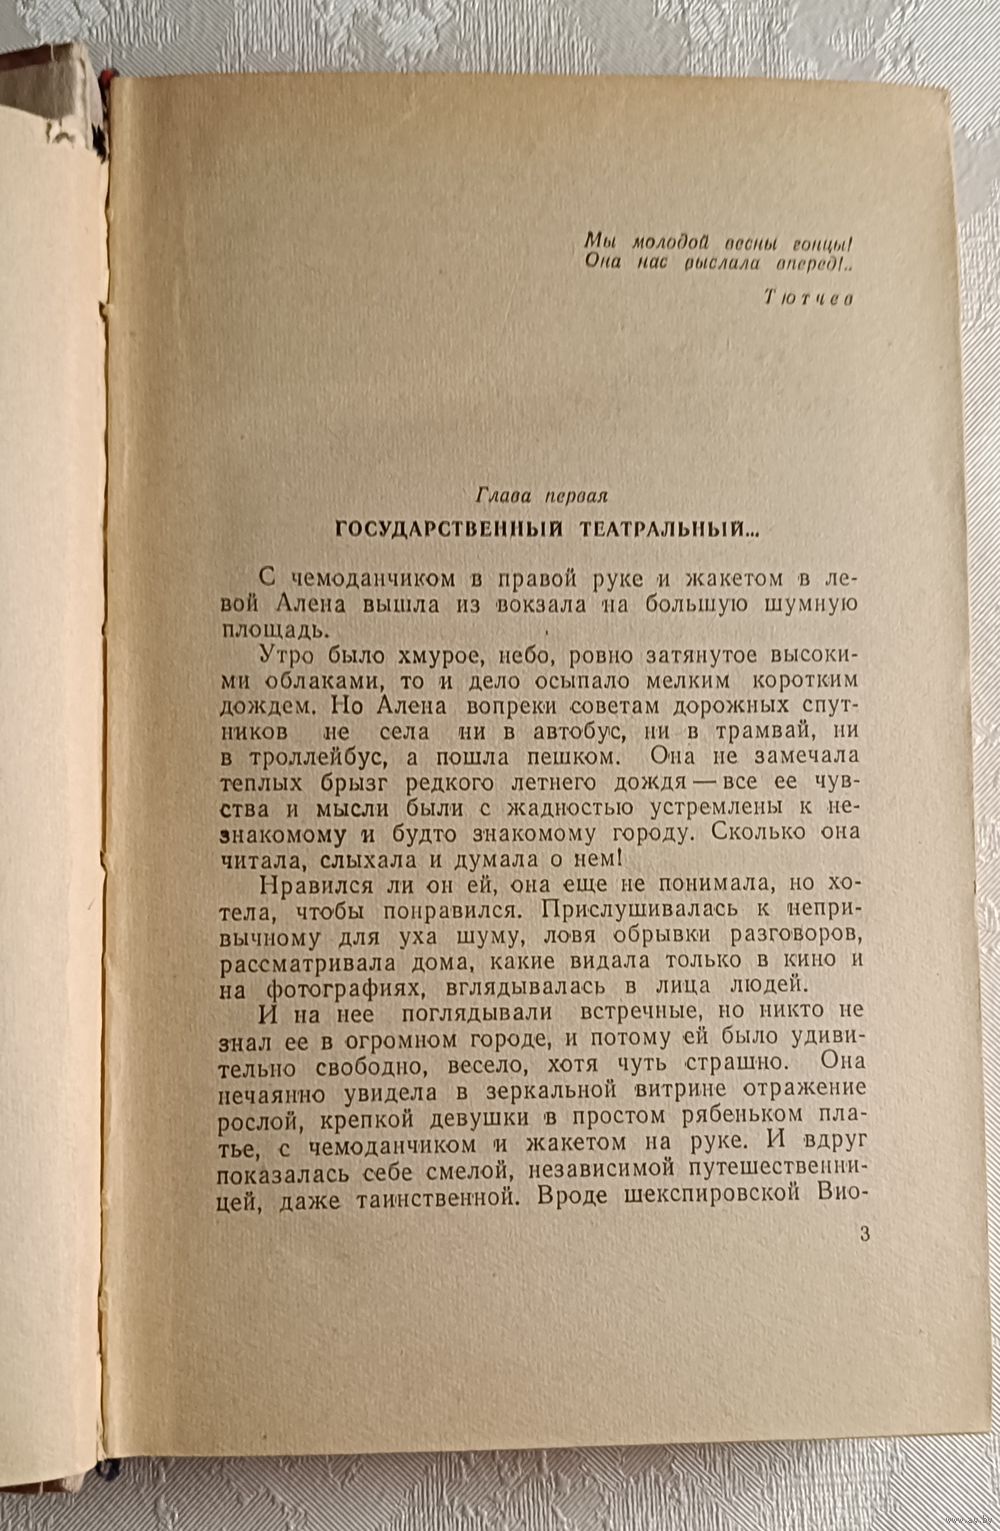 Мы молодой весны гонцы!
Она нас выслала вперед!..
Тютчев
Глава первая
ГОСУДАРСТВЕННЫЙ ТЕАТРАЛЬНЫЙ...
С чемоданчиком в правой руке и жакетом в ле-
вой Алена вышла из вокзала на большую шумную
площадь.
Утро было хмурое, небо, ровно затянутое высоки-
ми облаками, то и дело осыпало мелким коротким
дождем. Но Алена вопреки советам дорожных спут-
ников не села ни в автобус, ни в трамвай, ни
в троллейбус, а пошла пешком. Она не замечала
теплых брызг редкого летнего дождя — все ее чув-
ства и мысли были с жадностью устремлены к не-
знакомому и будто знакомому городу. Сколько она
читала, слыхала и думала о нем!
Нравился ли он ей, она еще не понимала, но хо-
тела, чтобы понравился. Прислушивалась к непри-
вычному для уха шуму, ловя обрывки разговоров,
рассматривала дома, какие видала только в кино и
на фотографиях, вглядывалась в лица людей.
И на нее поглядывали встречные, но никто не
знал ее в огромном городе, и потому ей было удиви-
тельно свободно, весело, хотя чуть страшно. Она
нечаянно увидела в зеркальной витрине отражение
рослой, крепкой девушки в простом рябеньком пла-
тье, с чемоданчиком и жакетом на руке. И вдруг
показалась себе смелой, независимой путешественни-
цей, даже таинственной. Вроде шекспировской Вио-
3
www.ay.by